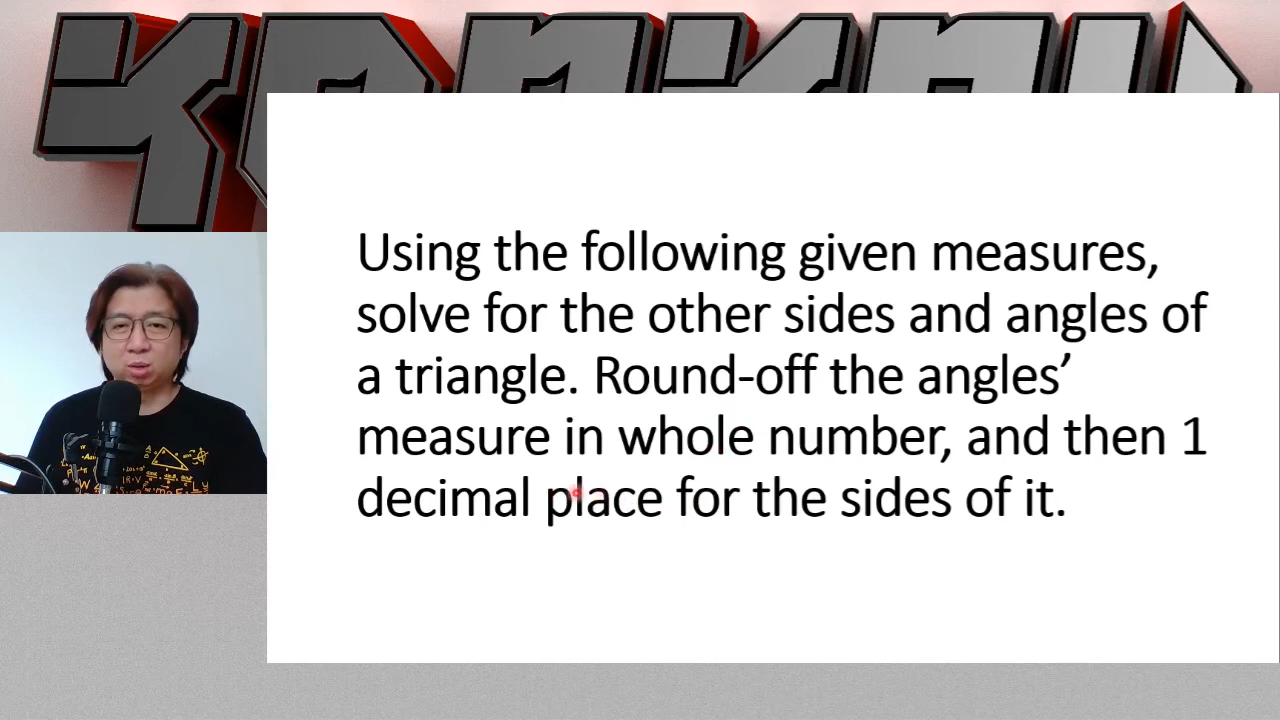 Using the following given measures,
solve for the other sides and angles of
a triangle. Round-off the angles’
measure in whole number, and then 1
decimal place for the sides of it.